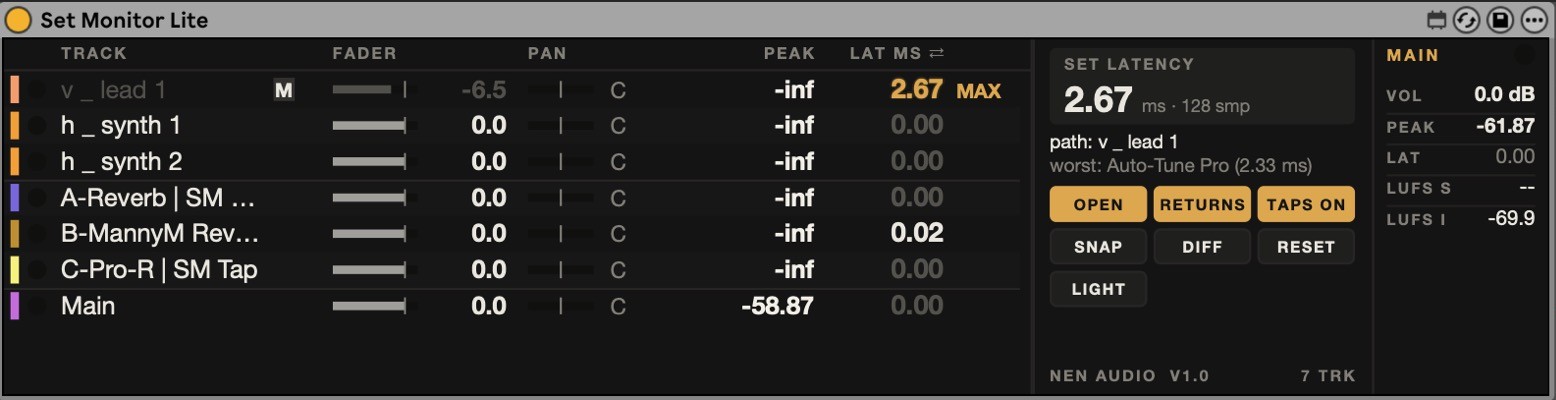 Set Monitor Lite
TRACK FADER PAN PEAK LAT MS ⇄
v _ lead 1 M -6.5 C -inf 2.67 MAX
h _ synth 1 0.0 C -inf 0.00
h _ synth 2 0.0 C -inf 0.00
A-Reverb | SM … 0.0 C -inf 0.00
B-MannyM Rev… 0.0 C -inf 0.02
C-Pro-R | SM Tap 0.0 C -inf 0.00
Main 0.0 C -58.87 0.00
SET LATENCY
2.67 ms · 128 smp
path: v _ lead 1
worst: Auto-Tune Pro (2.33 ms)
OPEN RETURNS TAPS ON
SNAP DIFF RESET
LIGHT
NEN AUDIO V1.0 7 TRK
MAIN
VOL 0.0 dB
PEAK -61.87
LAT 0.00
LUFS S --
LUFS I -69.9